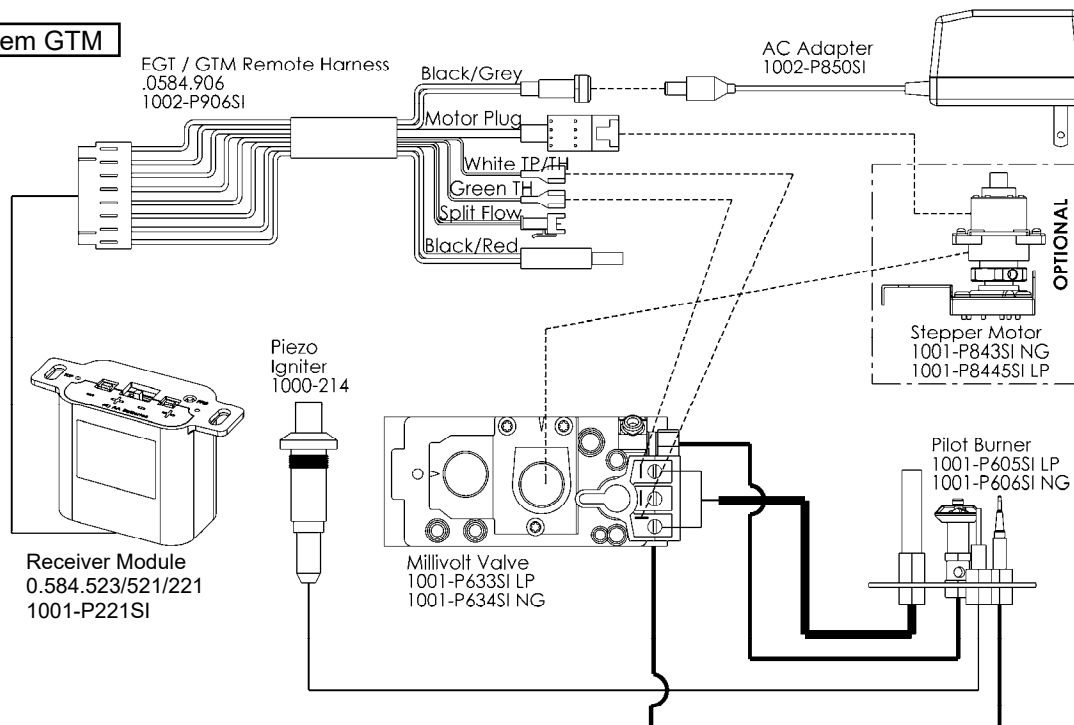 em GTM
EGT / GTM Remote Harness
.0584.906
1002-P906SI
Black/Grey
Motor Plug
White TP/TH
Green TH
Split Flow
Black/Red
AC Adapter
1002-P850SI
OPTIONAL
Stepper Motor
1001-P843SI NG
1001-P8445SI LP
Piezo
Igniter
1000-214
Receiver Module
0.584.523/521/221
1001-P221SI
Millivolt Valve
1001-P633SI LP
1001-P634SI NG
Pilot Burner
1001-P605SI LP
1001-P606SI NG